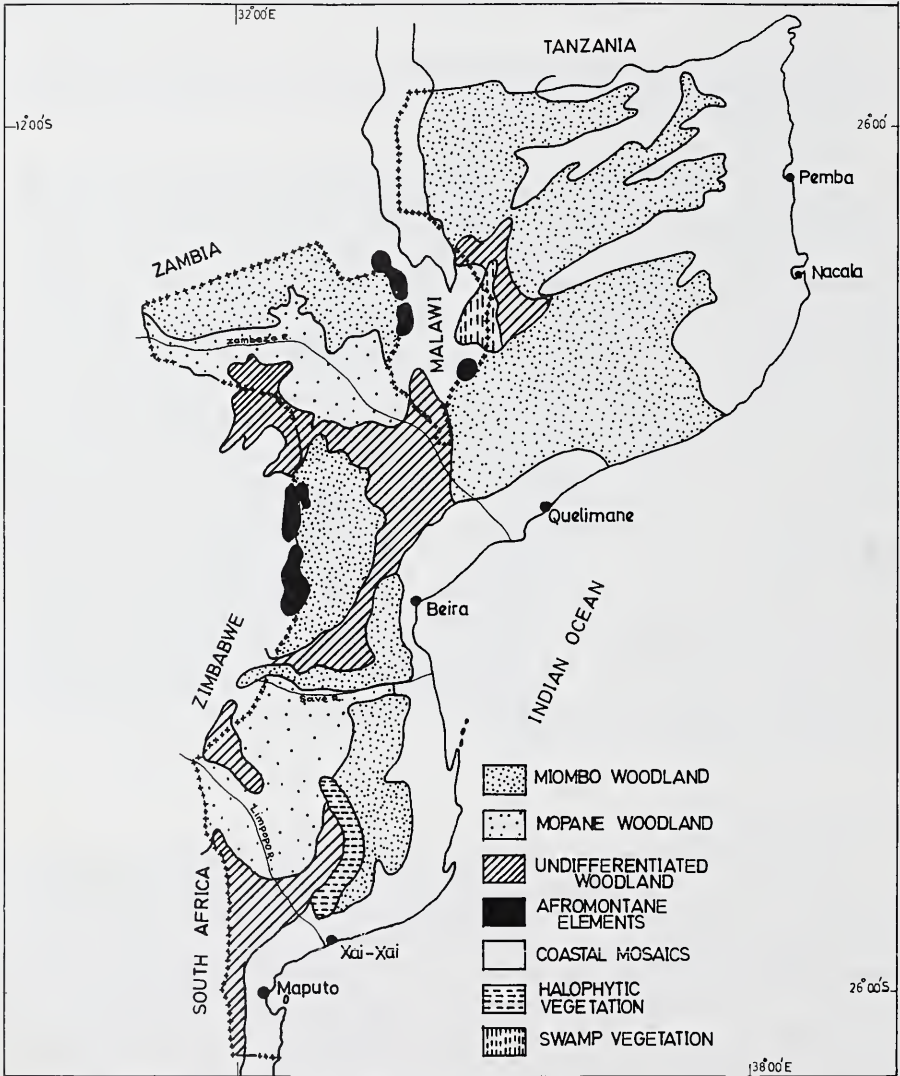 32°00'E
TANZANIA
12°00'S
26°00'
Pemba
ZAMBIA
Nacala
MALAWI
Zambeze R.
Quelimane
Beira
INDIAN OCEAN
ZIMBABWE
Save R.
MIOMBO WOODLAND
MOPANE WOODLAND
Limpopo R.
UNDIFFERENTIATED
WOODLAND
AFROMONTANE
ELEMENTS
SOUTH AFRICA
Xai-Xai
COASTAL MOSAICS
Maputo
HALOPHYTIC
VEGETATION
26°00'S
SWAMP VEGETATION
38°00'E